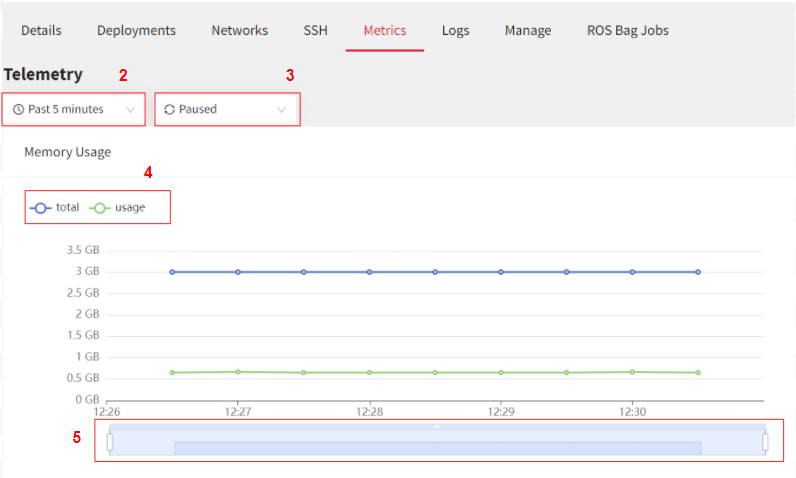 Details Deployments Networks SSH Metrics Logs Manage ROS Bag Jobs
Telemetry 2 3
Past 5 minutes Paused
Memory Usage
4
total usage
3.5 GB
3 GB
2.5 GB
2 GB
1.5 GB
1 GB
0.5 GB
0 GB
12:26 12:27 12:28 12:29 12:30
5